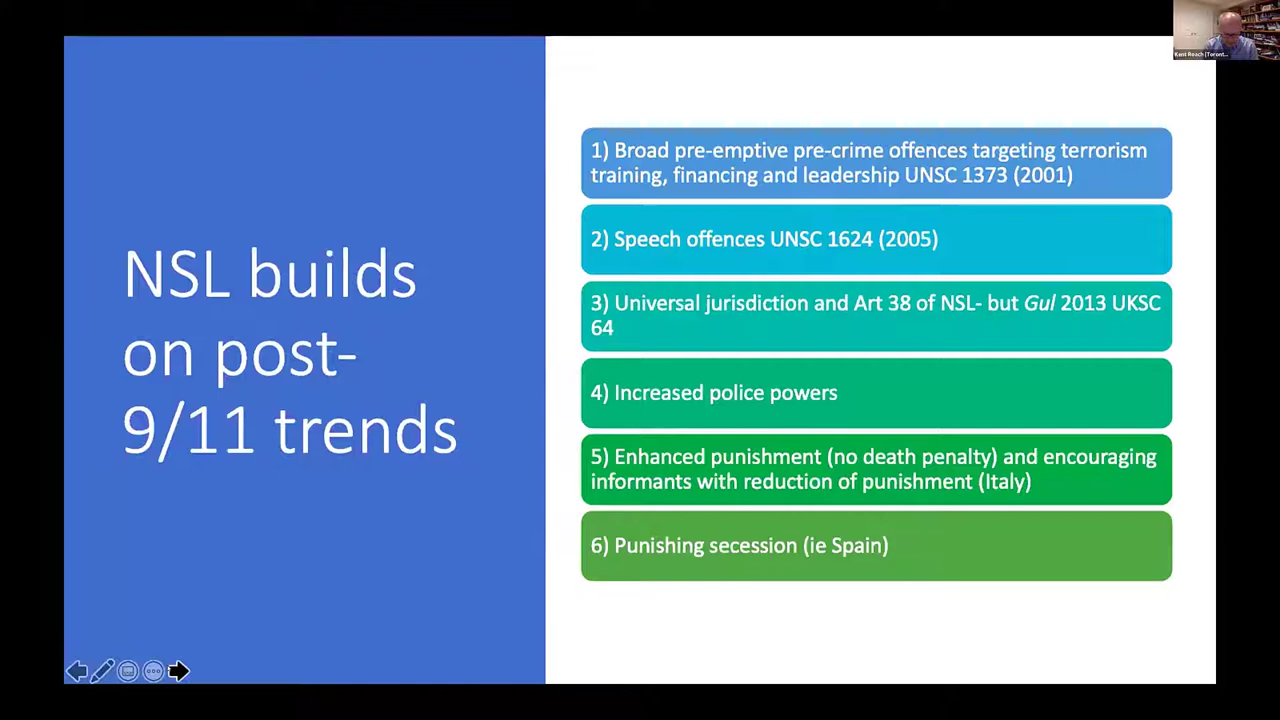 Kent Roach (Toront...
NSL builds
on post-
9/11 trends
1) Broad pre-emptive pre-crime offences targeting terrorism
training, financing and leadership UNSC 1373 (2001)
2) Speech offences UNSC 1624 (2005)
3) Universal jurisdiction and Art 38 of NSL- but Gul 2013 UKSC
64
4) Increased police powers
5) Enhanced punishment (no death penalty) and encouraging
informants with reduction of punishment (Italy)
6) Punishing secession (ie Spain)